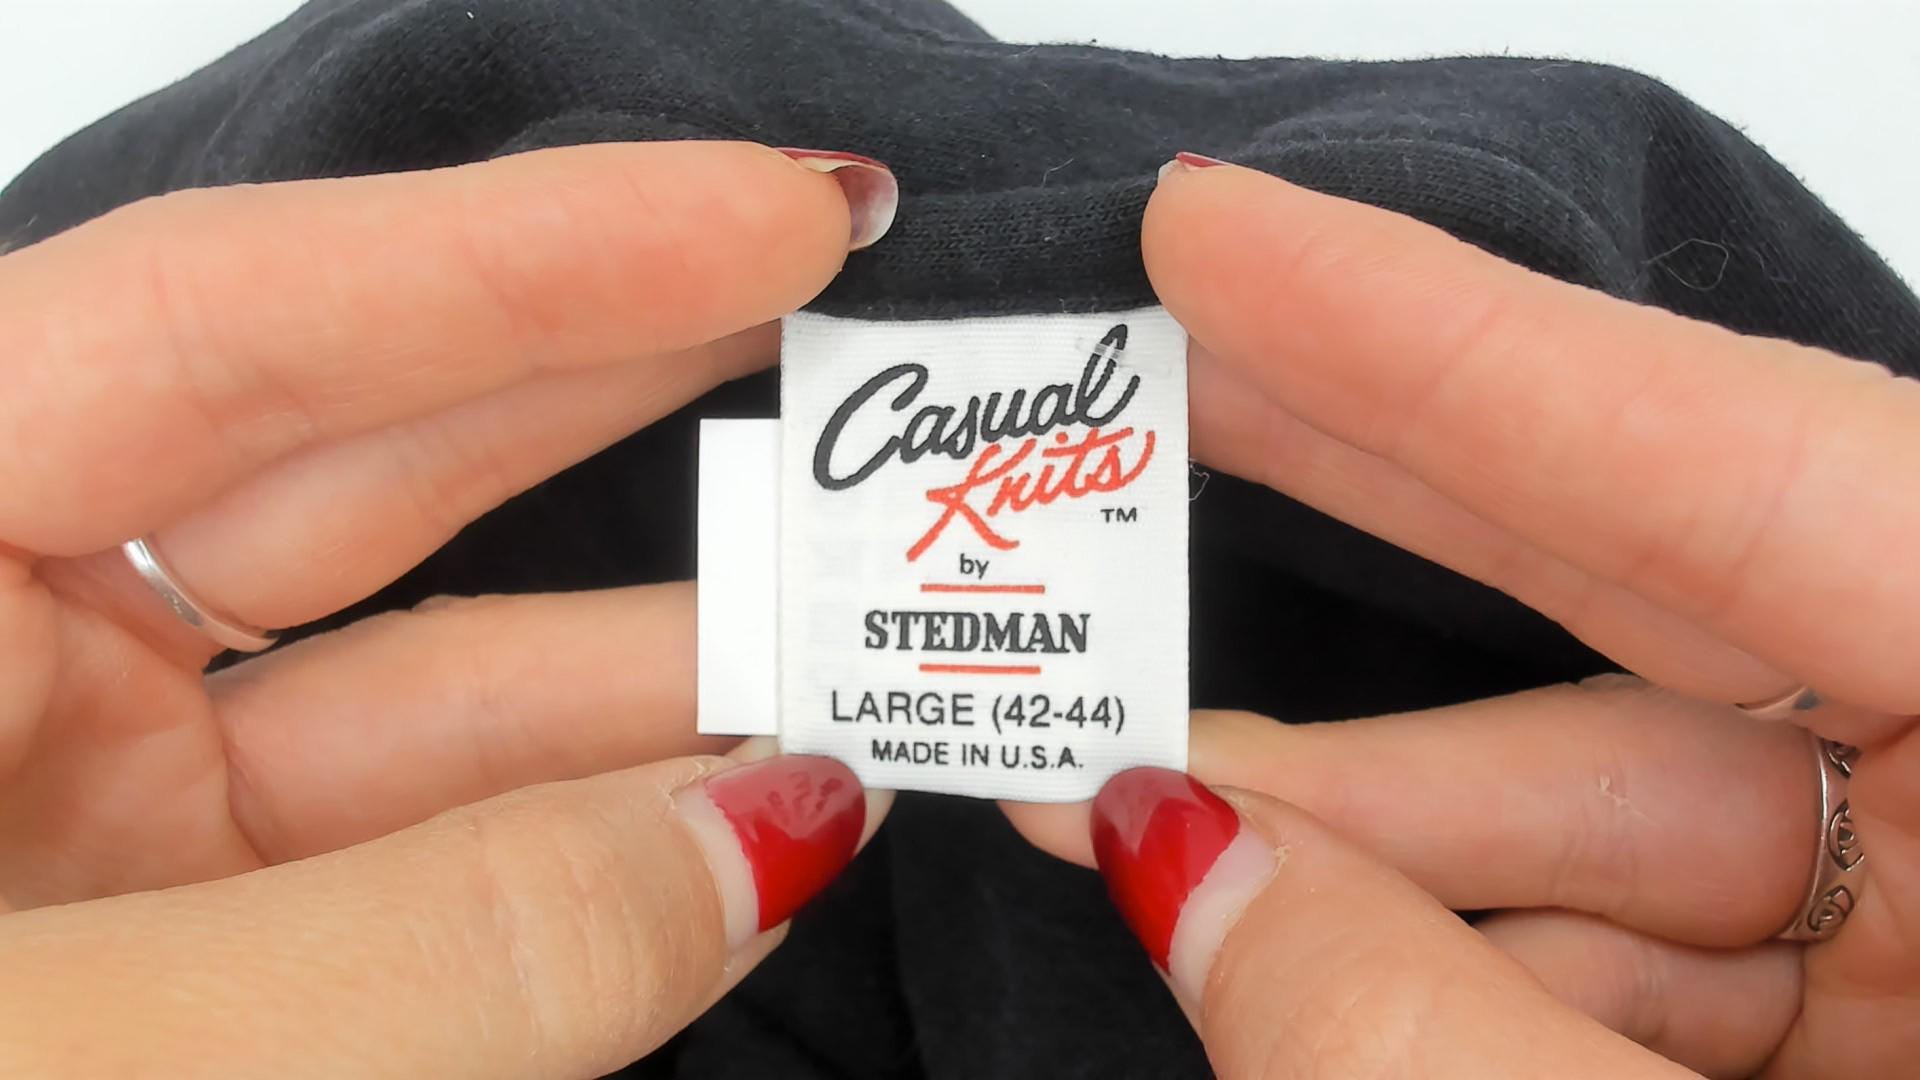 Casual
Knits
TM
by
STEDMAN
LARGE (42-44)
MADE IN U.S.A.